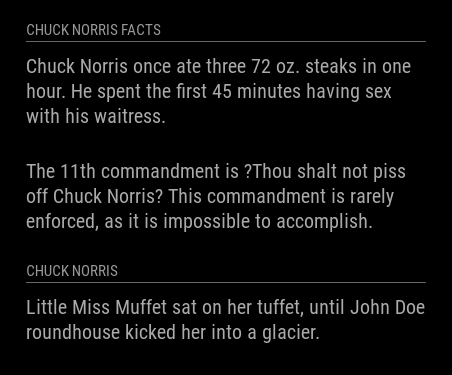 CHUCK NORRIS FACTS
Chuck Norris once ate three 72 oz. steaks in one
hour. He spent the first 45 minutes having sex
with his waitress.
The 11th commandment is ?Thou shalt not piss
off Chuck Norris? This commandment is rarely
enforced, as it is impossible to accomplish.
CHUCK NORRIS
Little Miss Muffet sat on her tuffet, until John Doe
roundhouse kicked her into a glacier.